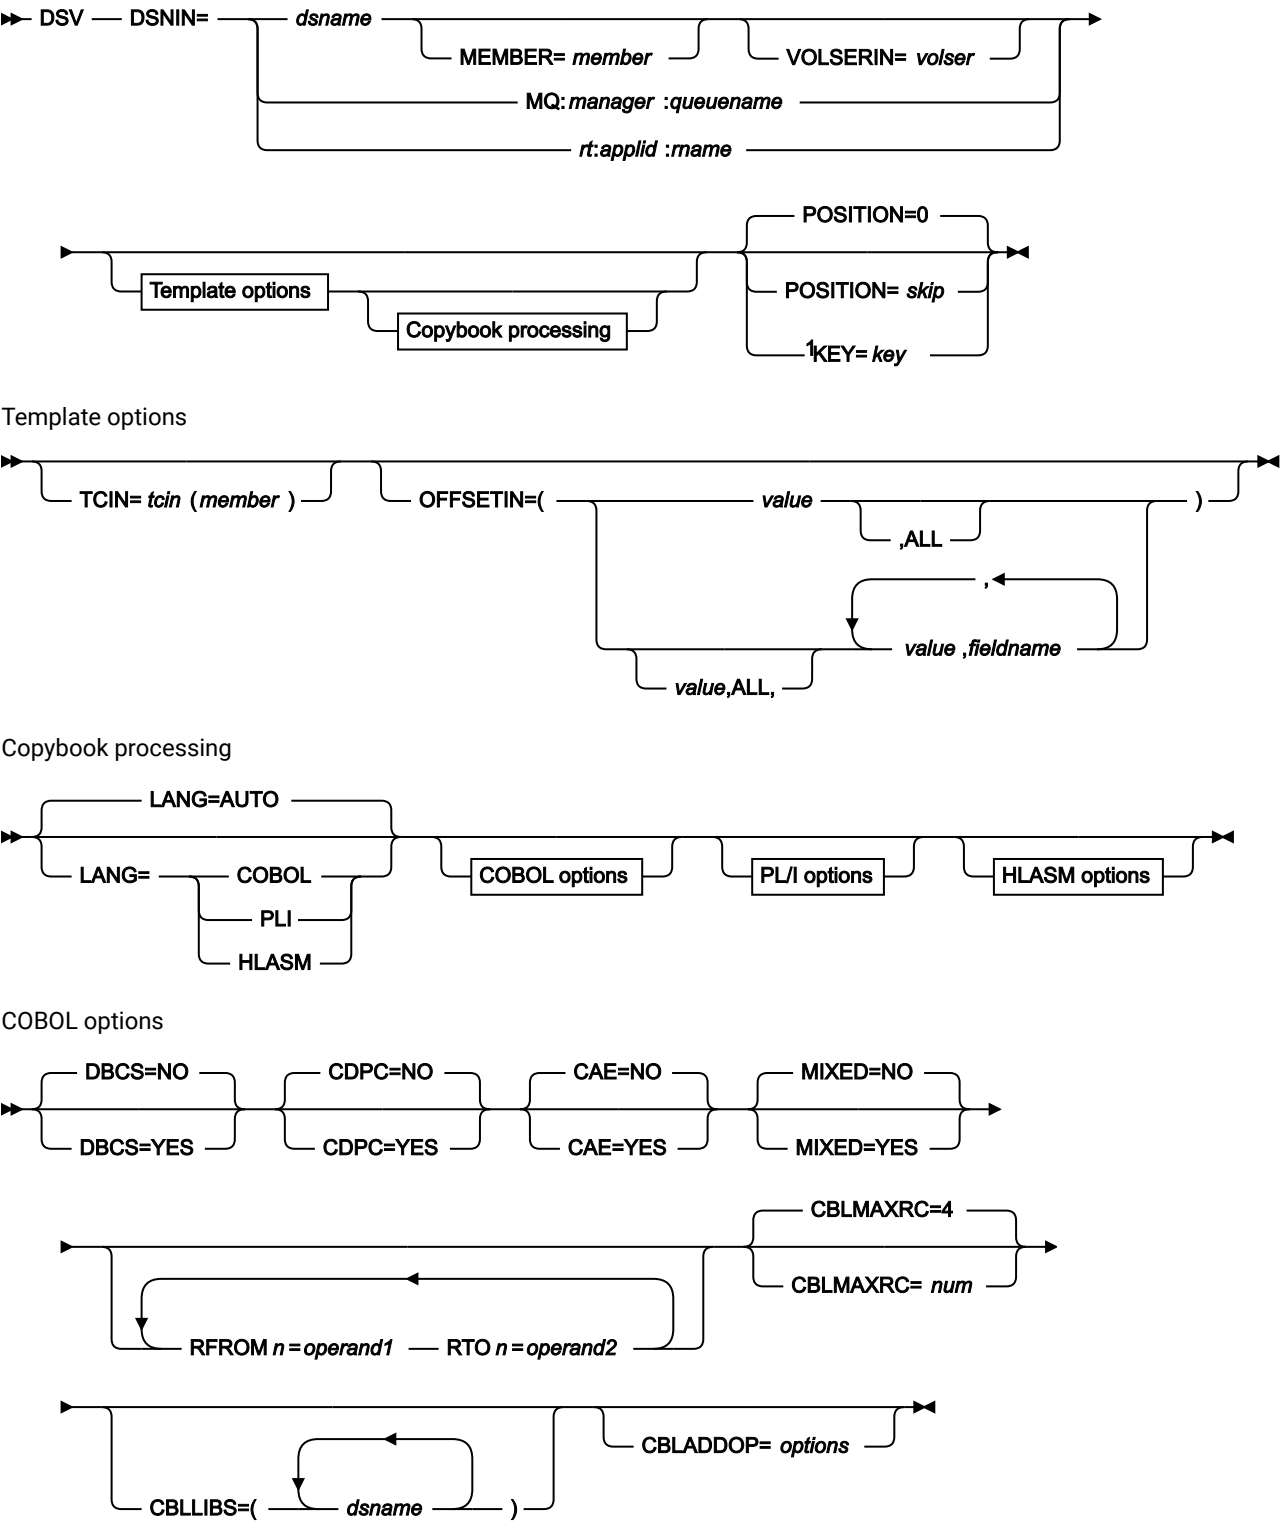 DSV DSNIN= dsname
MEMBER= member VOLSERIN= volser
MQ:manager :queuename
rt:applid :rname
POSITION=0
Template options POSITION= skip
Copybook processing
1KEY= key
Template options
TCIN= tcin (member ) OFFSETIN=( value )
,ALL
,
value ,fieldname
value,ALL,
Copybook processing
LANG=AUTO
LANG= COBOL COBOL options PL/I options HLASM options
PLI
HLASM
COBOL options
DBCS=NO CDPC=NO CAE=NO MIXED=NO
DBCS=YES CDPC=YES CAE=YES MIXED=YES
CBLMAXRC=4
CBLMAXRC= num
RFROM n =operand1 RTO n =operand2
CBLADDOP= options
CBLLIBS=( dsname )